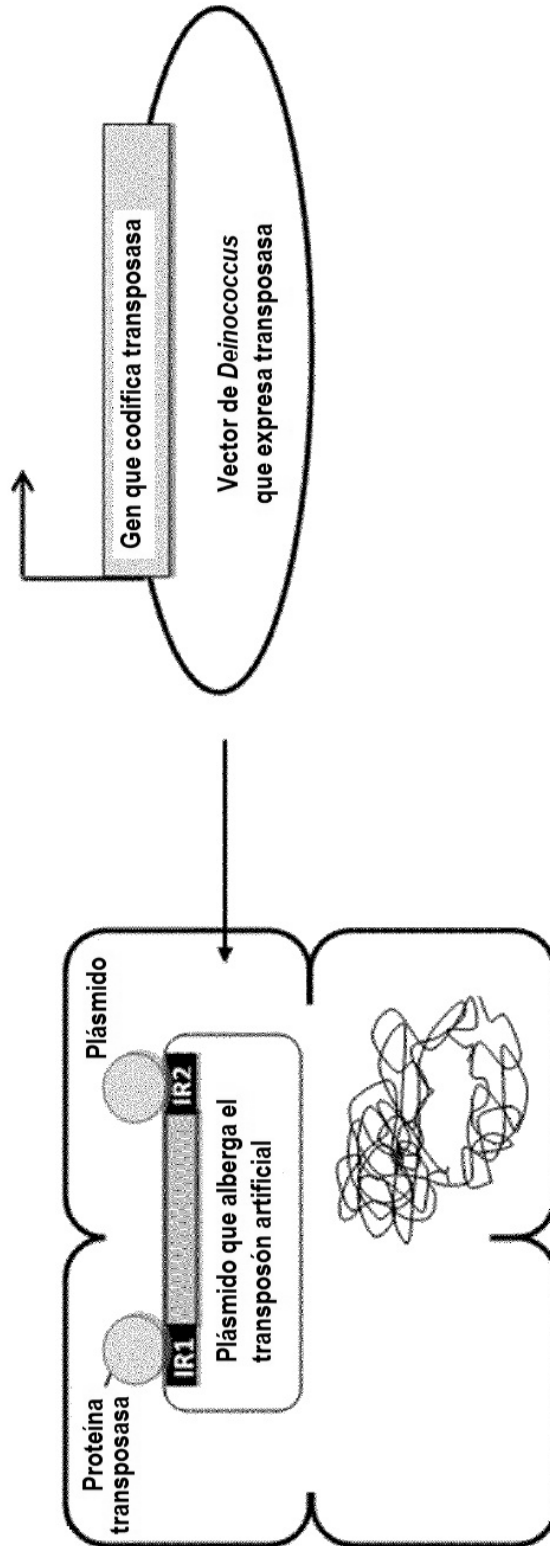 Proteína
transposasa
Plásmido
IR1
IR2
Plásmido que alberga el
transposón artificial
Gen que codifica transposasa
Vector de Deinococcus
que expresa transposasa